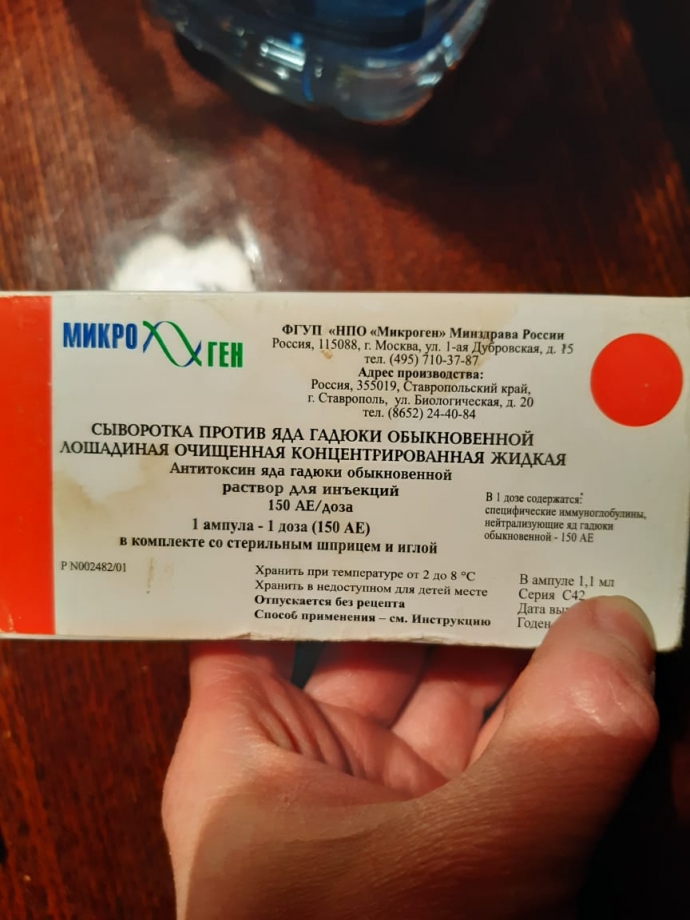 МИКРО ГЕН
ФГУП «НПО «Микроген» Минздрава России
Россия, 115088, г. Москва, ул. 1-ая Дубровская, д. 15
тел. (495) 710-37-87
Адрес производства:
Россия, 355019, Ставропольский край,
г. Ставрополь, ул. Биологическая, д. 20
тел. (8652) 24-40-84
СЫВОРОТКА ПРОТИВ ЯДА ГАДЮКИ ОБЫКНОВЕННОЙ
ЛОШАДИНАЯ ОЧИЩЕННАЯ КОНЦЕНТРИРОВАННАЯ ЖИДКАЯ
Антитоксин яда гадюки обыкновенной
раствор для инъекций
150 АЕ/доза
1 ампула - 1 доза (150 АЕ)
в комплекте со стерильным шприцем и иглой
В 1 дозе содержатся:
специфические иммуноглобулины,
нейтрализующие яд гадюки
обыкновенной - 150 АЕ
Р N002482/01
Хранить при температуре от 2 до 8 °С
Хранить в недоступном для детей месте
Отпускается без рецепта
Способ применения – см. Инструкцию
В ампуле 1,1 мл
Серия С42
Дата
Годен